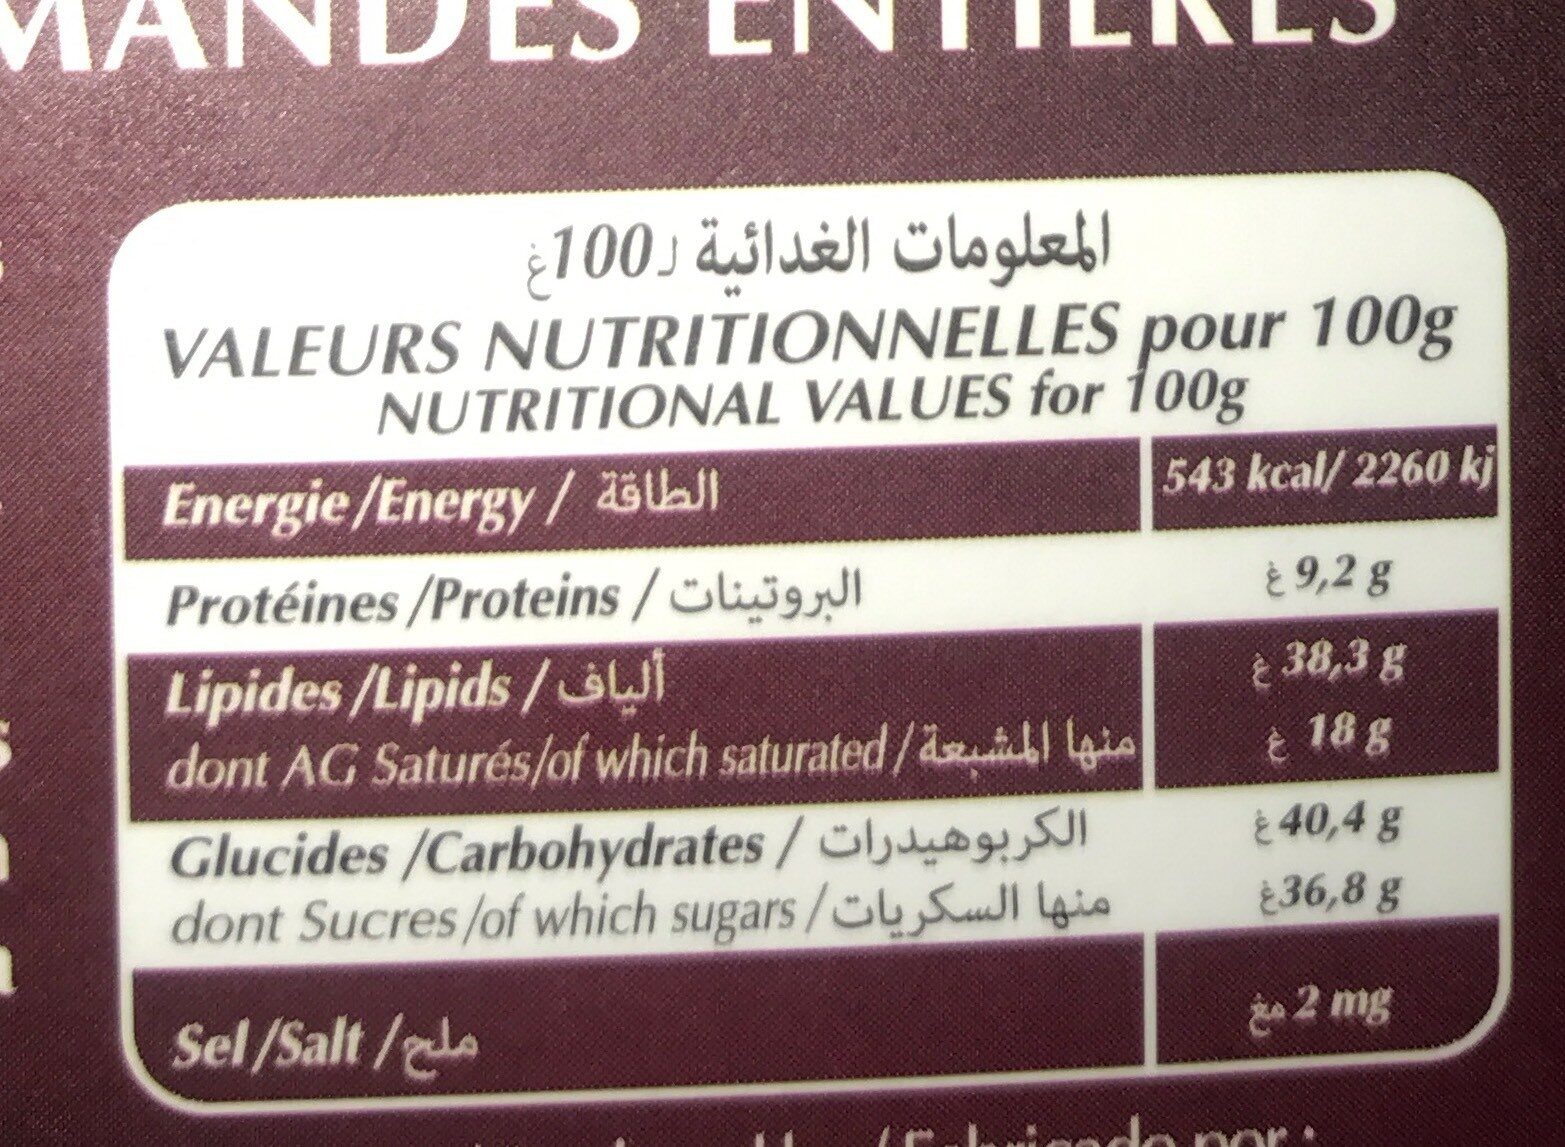 MANDES ENTIÈRES
المعلومات الغدائية لـ100غ
VALEURS NUTRITIONNELLES pour 100g
NUTRITIONAL VALUES for 100g
Energie /Energy / الطاقة 543 kcal/ 2260 kj
Protéines /Proteins / البروتينات غ 9,2 g
Lipides /Lipids / ألياف غ 38,3 g
dont AG Saturés/of which saturated / منها المشبعة غ 18 g
Glucides /Carbohydrates / الكربوهيدرات غ 40,4 g
dont Sucres /of which sugars / منها السكريات غ 36,8 g
Sel /Salt / ملح مغ 2 mg
/ Fabricado por :